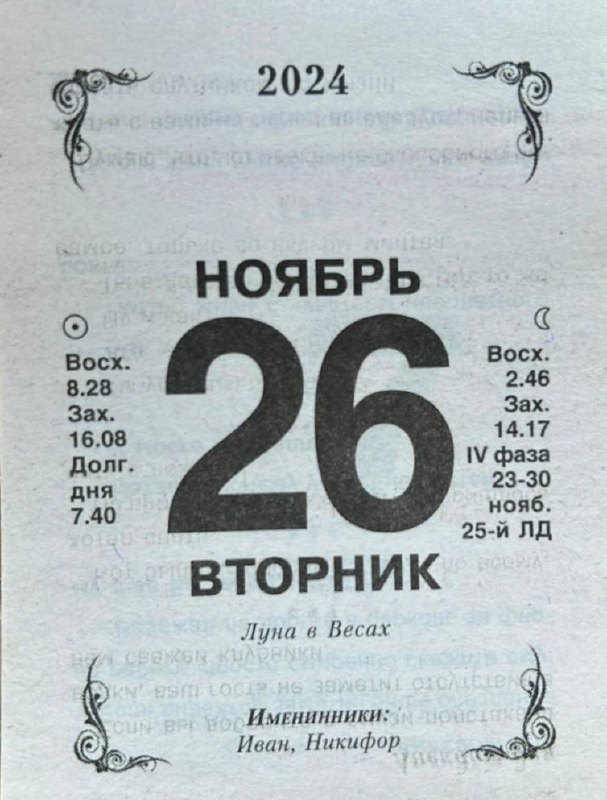 2024
НОЯБРЬ
26
Восх.
8.28
Зах.
16.08
Долг.
дня
7.40
Восх.
2.46
Зах.
14.17
IV фаза
23-30
нояб.
25-й ЛД
ВТОРНИК
Луна в Весах
Именинники:
Иван, Никифор